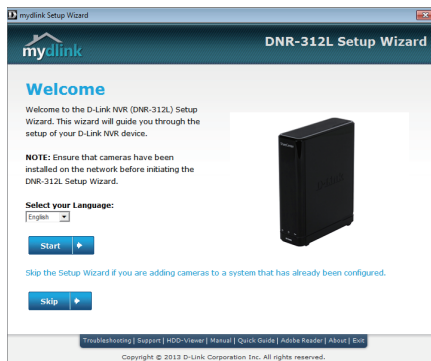 mydlink Setup Wizard
mydlink
DNR-312L Setup Wizard
Welcome
Welcome to the D-Link NVR (DNR-312L) Setup
Wizard. This wizard will guide you through the
setup of your D-Link NVR device.
NOTE: Ensure that cameras have been
installed on the network before initiating the
DNR-312L Setup Wizard.
Select your Language:
English
Start
D-Link
Skip the Setup Wizard if you are adding cameras to a system that has already been configured.
Skip
Troubleshooting | Support | HDD-Viewer | Manual | Quick Guide | Adobe Reader | About | Exit
Copyright © 2013 D-Link Corporation Inc. All rights reserved.